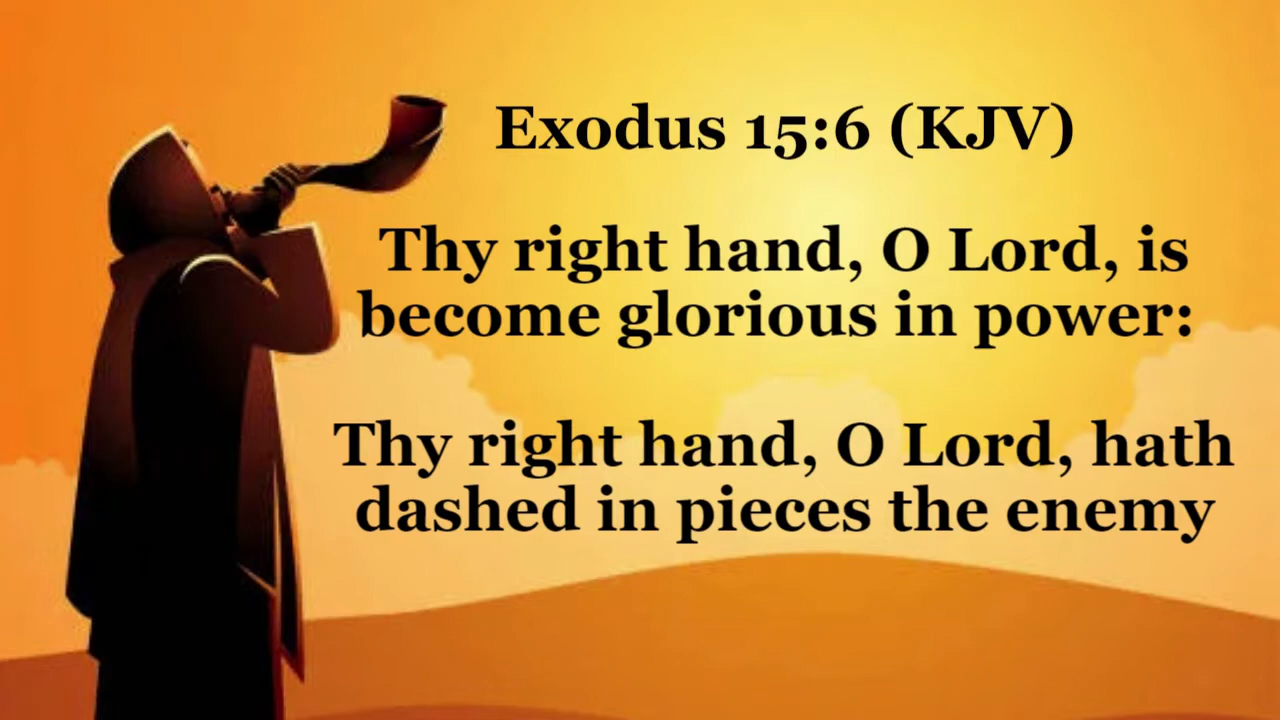 Exodus 15:6 (KJV)
Thy right hand, O Lord, is
become glorious in power:
Thy right hand, O Lord, hath
dashed in pieces the enemy